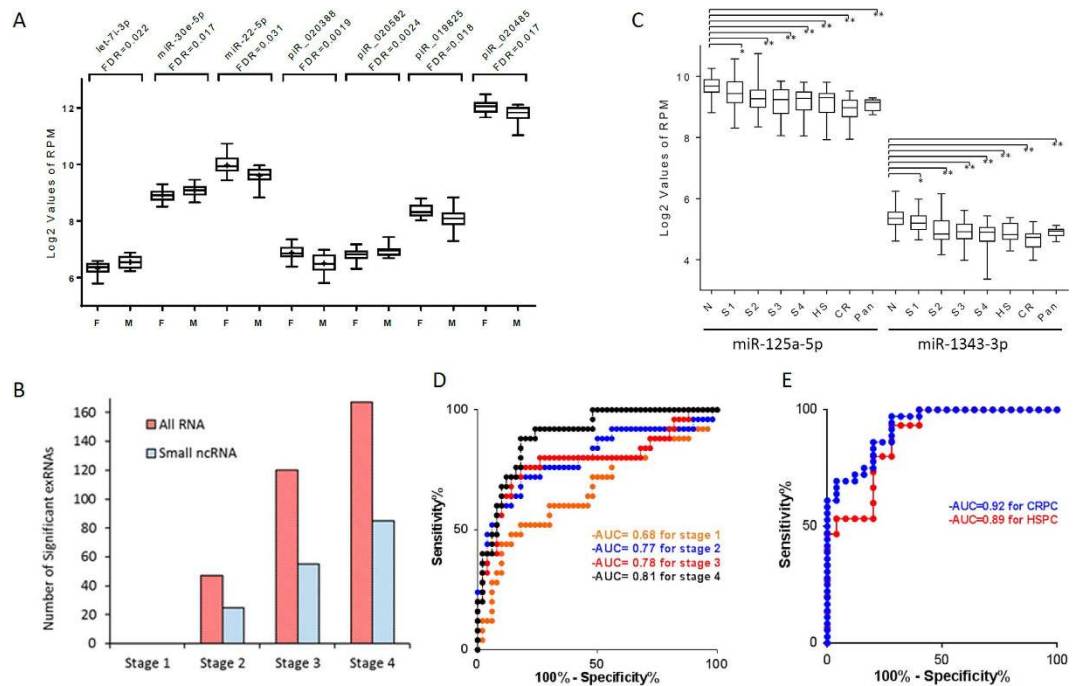 A
let-7i-3p
FDR=0.022
miR-30e-5p
FDR=0.017
miR-22-5p
FDR=0.031
piR_020388
FDR=0.0019
piR_020582
FDR=0.0024
piR_019825
FDR=0.018
piR_020485
FDR=0.017
Log2 Values of RPM
12
10
8
6
F M F M F M F M F M F M F M
C
Log2 Values of RPM
10
8
6
4
*
**
**
**
**
**
**
*
**
**
**
**
**
**
N S1 S2 S3 S4 HS CR Pan N S1 S2 S3 S4 HS CR Pan
miR-125a-5p miR-1343-3p
B
Number of Significant exRNAs
160
140
120
100
80
60
40
20
0
All RNA
Small ncRNA
Stage 1 Stage 2 Stage 3 Stage 4
D
Sensitivity%
100
50
0
-AUC= 0.68 for stage 1
-AUC= 0.77 for stage 2
-AUC= 0.78 for stage 3
-AUC= 0.81 for stage 4
0 50 100
100% - Specificity%
E
Sensitivity%
100
50
0
-AUC=0.92 for CRPC
-AUC=0.89 for HSPC
0 50 100
100% - Specificity%